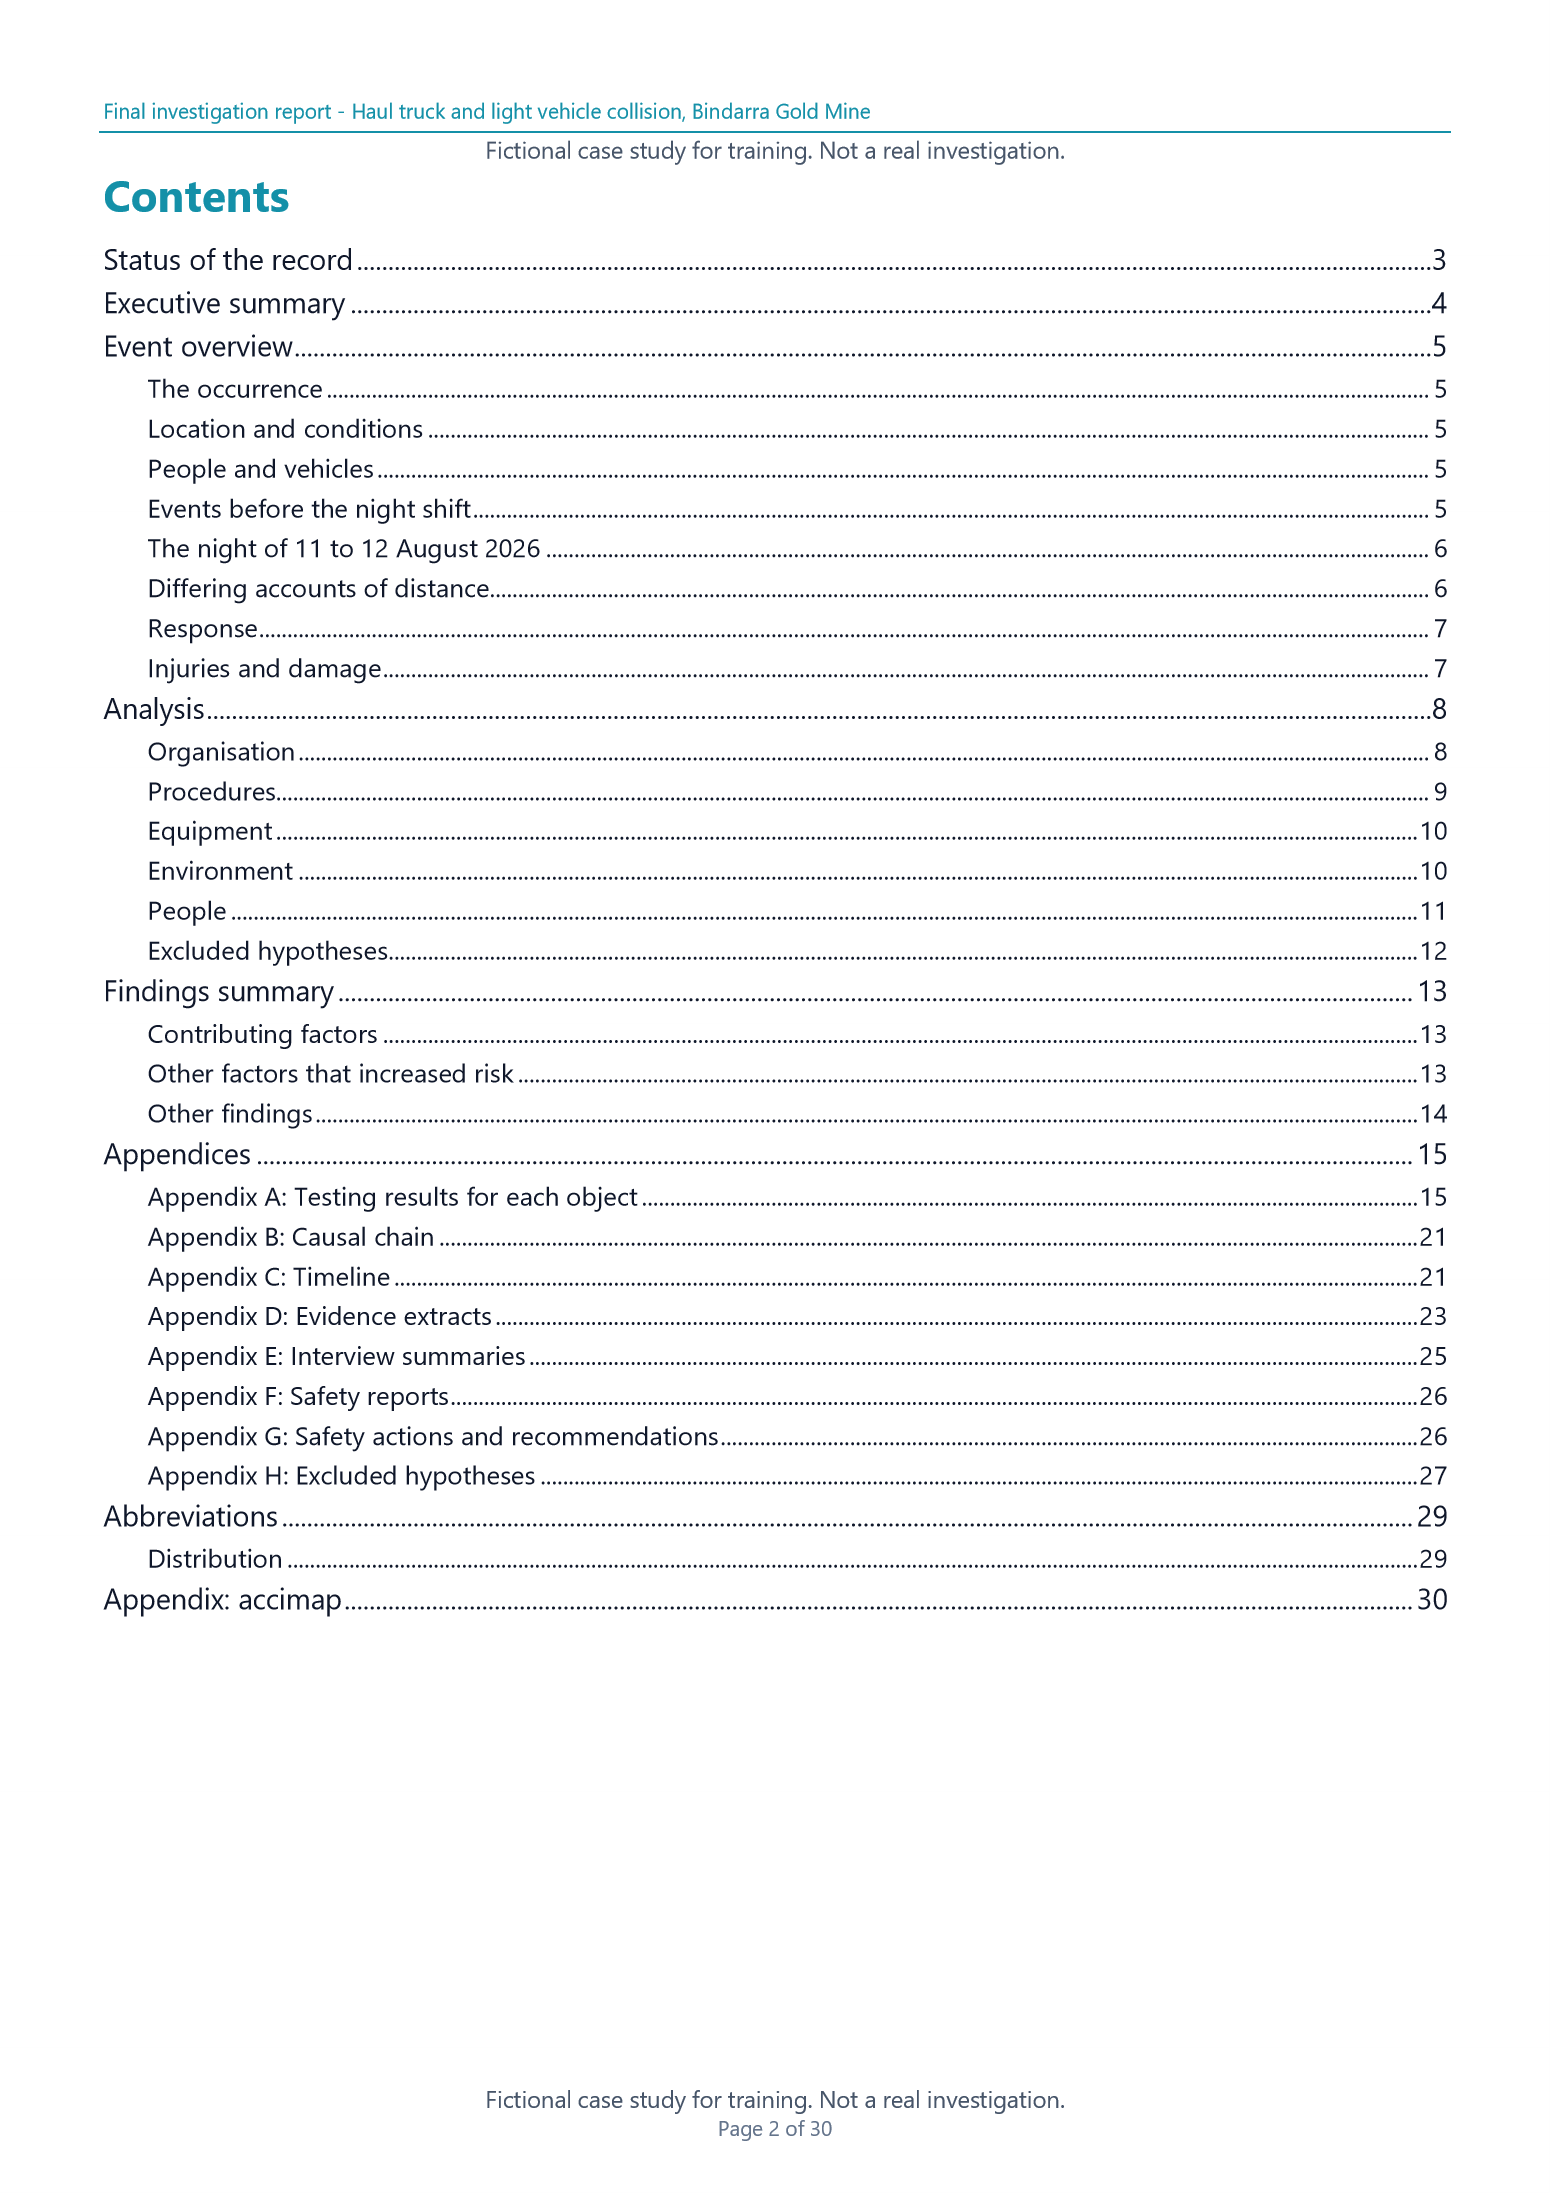 Final investigation report - Haul truck and light vehicle collision, Bindarra Gold Mine
Fictional case study for training. Not a real investigation.
Contents
Status of the record 3
Executive summary 4
Event overview 5
The occurrence 5
Location and conditions 5
People and vehicles 5
Events before the night shift 5
The night of 11 to 12 August 2026 6
Differing accounts of distance 6
Response 7
Injuries and damage 7
Analysis 8
Organisation 8
Procedures 9
Equipment 10
Environment 10
People 11
Excluded hypotheses 12
Findings summary 13
Contributing factors 13
Other factors that increased risk 13
Other findings 14
Appendices 15
Appendix A: Testing results for each object 15
Appendix B: Causal chain 21
Appendix C: Timeline 21
Appendix D: Evidence extracts 23
Appendix E: Interview summaries 25
Appendix F: Safety reports 26
Appendix G: Safety actions and recommendations 26
Appendix H: Excluded hypotheses 27
Abbreviations 29
Distribution 29
Appendix: accimap 30
Fictional case study for training. Not a real investigation.
Page 2 of 30